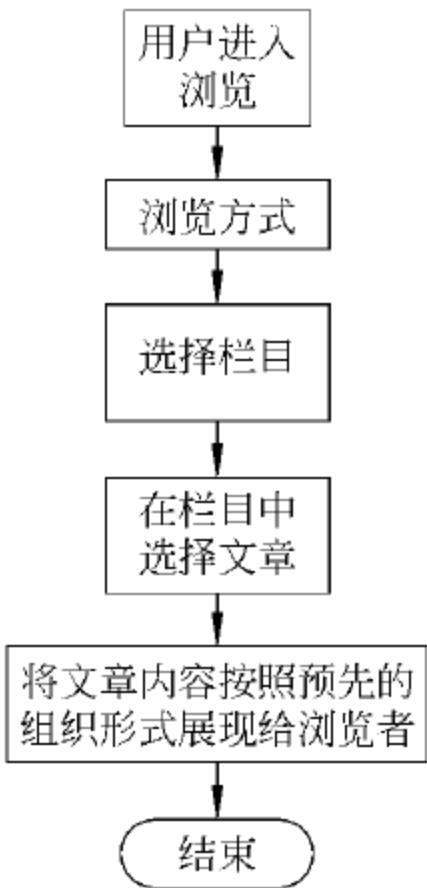 用户进入
浏览
浏览方式
选择栏目
在栏目中
选择文章
将文章内容按照预先的
组织形式展现给浏览者
结束